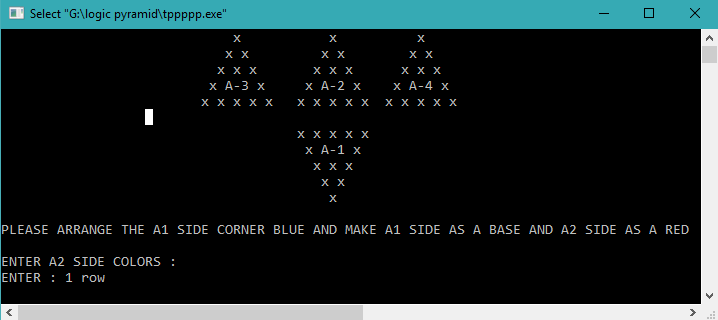 Select "G:\logic pyramid\tppppp.exe"
x x x
x x x x x x
x x x x x x x x x
x A-3 x x A-2 x x A-4 x
x x x x x x x x x x x x x x x
x x x x x
x A-1 x
x x x
x x
x
PLEASE ARRANGE THE A1 SIDE CORNER BLUE AND MAKE A1 SIDE AS A BASE AND A2 SIDE AS A RED
ENTER A2 SIDE COLORS :
ENTER : 1 row